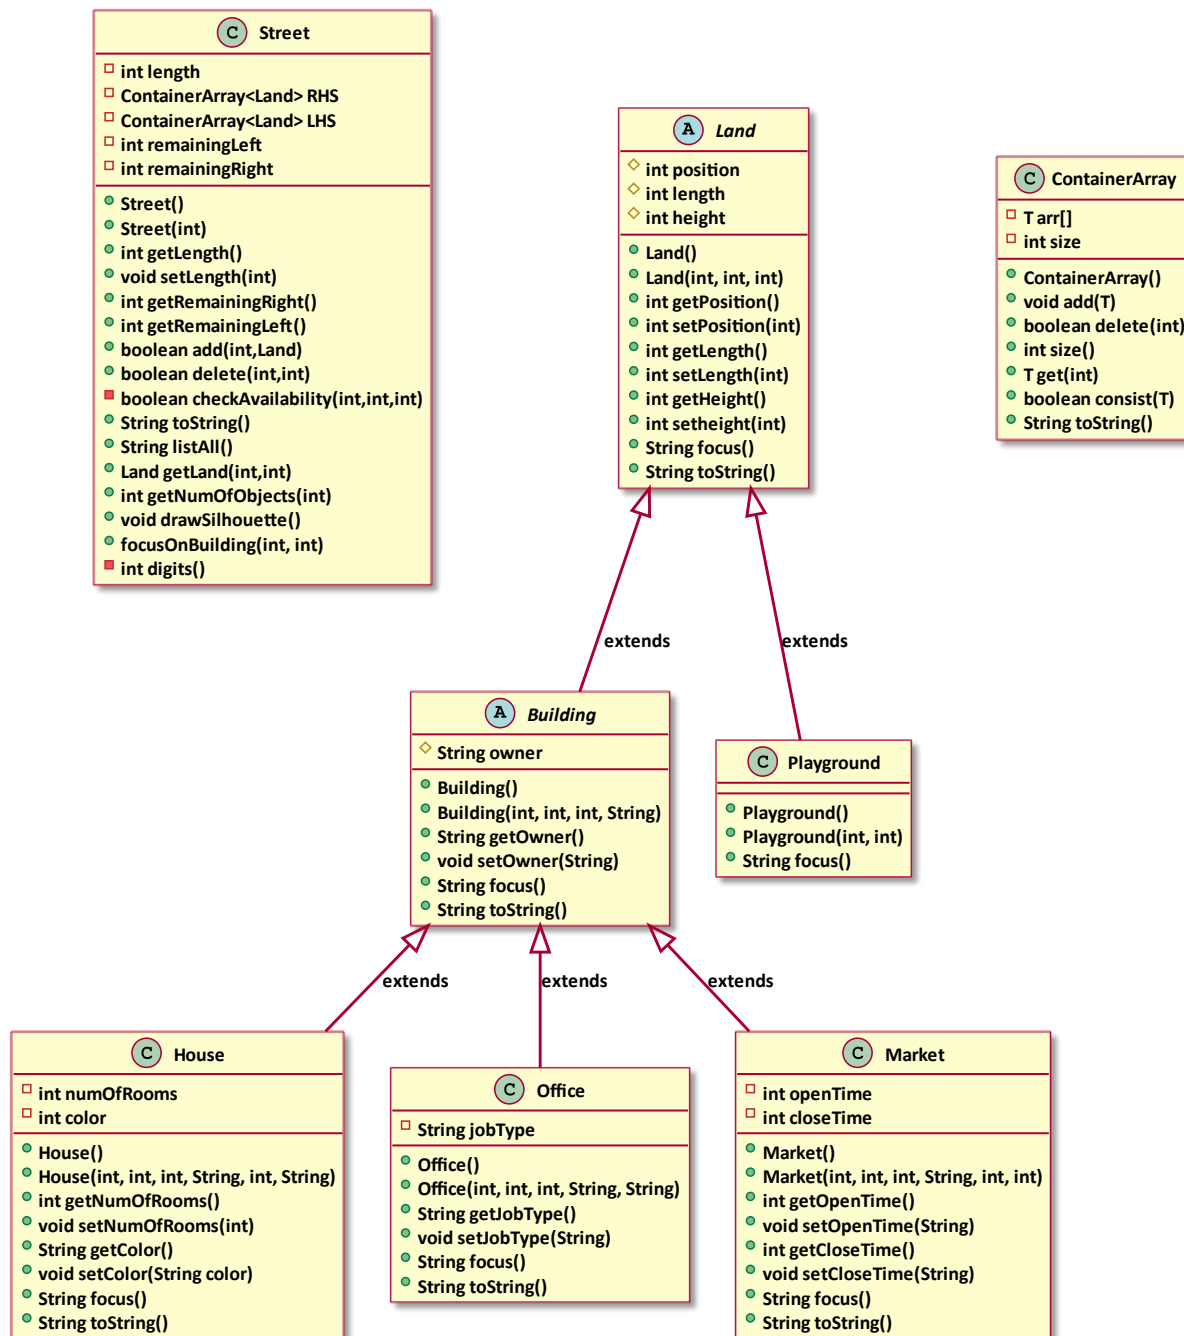 C Street
int length
ContainerArray<Land> RHS
ContainerArray<Land> LHS
int remainingLeft
int remainingRight
Street()
Street(int)
int getLength()
void setLength(int)
int getRemainingRight()
int getRemainingLeft()
boolean add(int,Land)
boolean delete(int,int)
boolean checkAvailability(int,int,int)
String toString()
String listAll()
Land getLand(int,int)
int getNumOfObjects(int)
void drawSilhouette()
focusOnBuilding(int, int)
int digits()
A Land
int position
int length
int height
Land()
Land(int, int, int)
int getPosition()
int setPosition(int)
int getLength()
int setLength(int)
int getHeight()
int setheight(int)
String focus()
String toString()
C ContainerArray
T arr[]
int size
ContainerArray()
void add(T)
boolean delete(int)
int size()
T get(int)
boolean consist(T)
String toString()
extends
extends
A Building
String owner
Building()
Building(int, int, int, String)
String getOwner()
void setOwner(String)
String focus()
String toString()
C Playground
Playground()
Playground(int, int)
String focus()
extends
extends
extends
C House
int numOfRooms
int color
House()
House(int, int, int, String, int, String)
int getNumOfRooms()
void setNumOfRooms(int)
String getColor()
void setColor(String color)
String focus()
String toString()
C Office
String jobType
Office()
Office(int, int, int, String, String)
String getJobType()
void setJobType(String)
String focus()
String toString()
C Market
int openTime
int closeTime
Market()
Market(int, int, int, String, int, int)
int getOpenTime()
void setOpenTime(String)
int getCloseTime()
void setCloseTime(String)
String focus()
String toString()